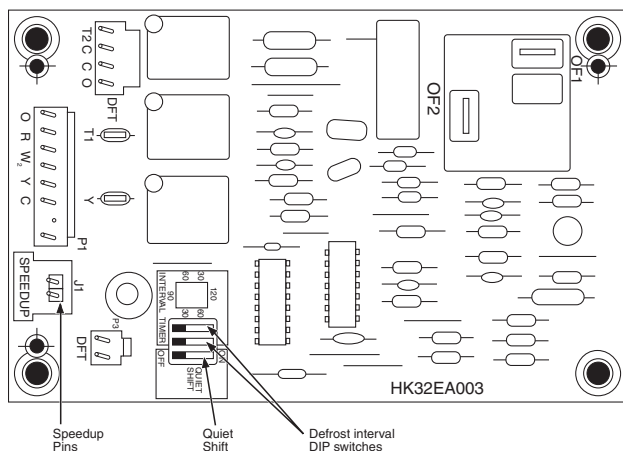 T2 C C O
DFT
O R W2 Y C
T1
Y
P1
OF2
OF1
SPEEDUP
J1
P3
DFT
INTERVAL TIMER
60 30
90 120
30 60
OFF
ON
QUIET
SHIFT
HK32EA003
Speedup
Pins
Quiet
Shift
Defrost interval
DIP switches